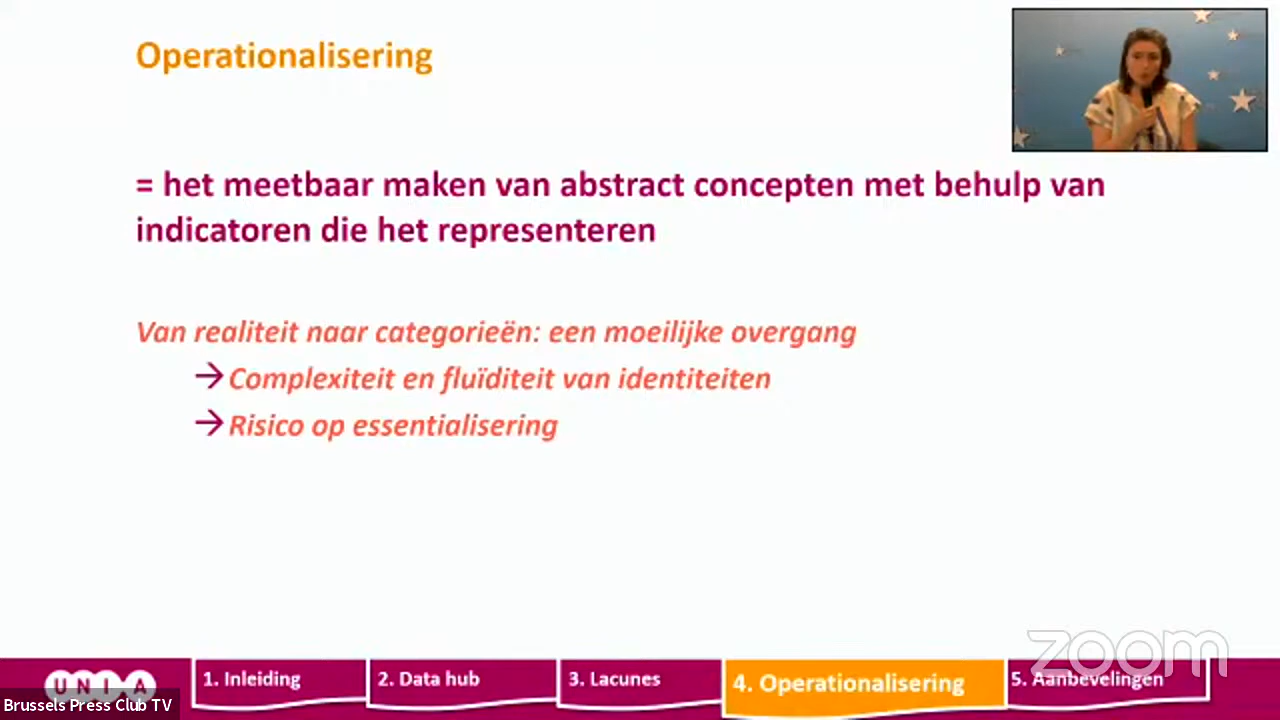 Operationalisering
= het meetbaar maken van abstract concepten met behulp van
indicatoren die het representeren
Van realiteit naar categorieën: een moeilijke overgang
→ Complexiteit en fluïditeit van identiteiten
→ Risico op essentialisering
zoom
UNIA
1. Inleiding
2. Data hub
3. Lacunes
4. Operationalisering
5. Aanbevelingen
Brussels Press Club TV